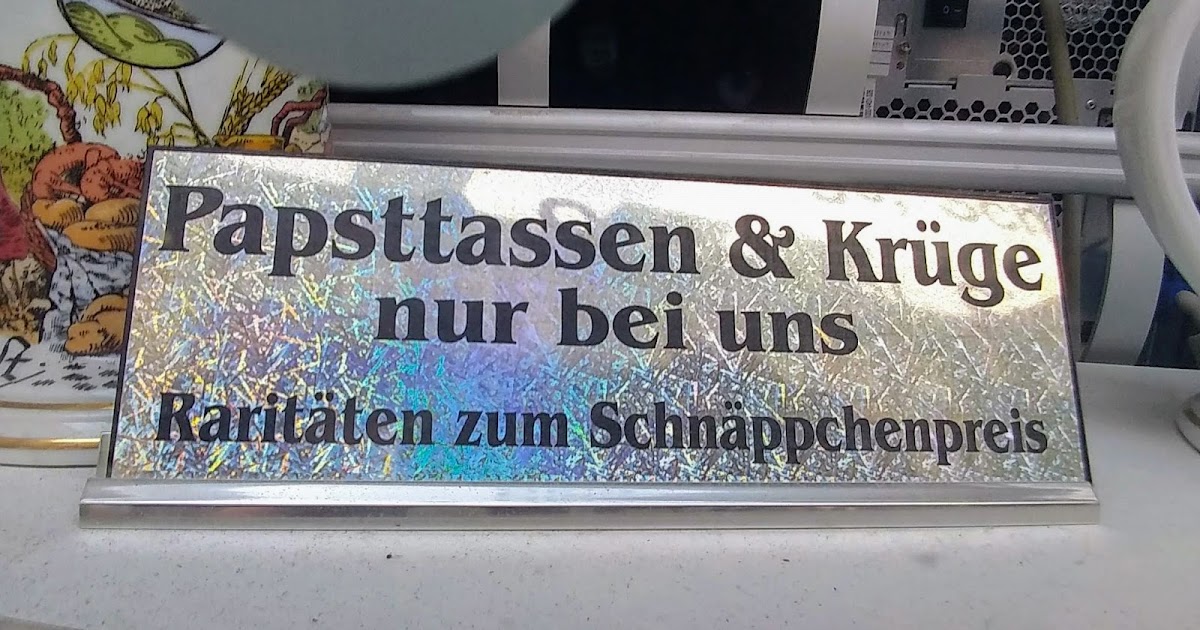 Papsttassen & Krüge
nur bei uns
Raritäten zum Schnäppchenpreis